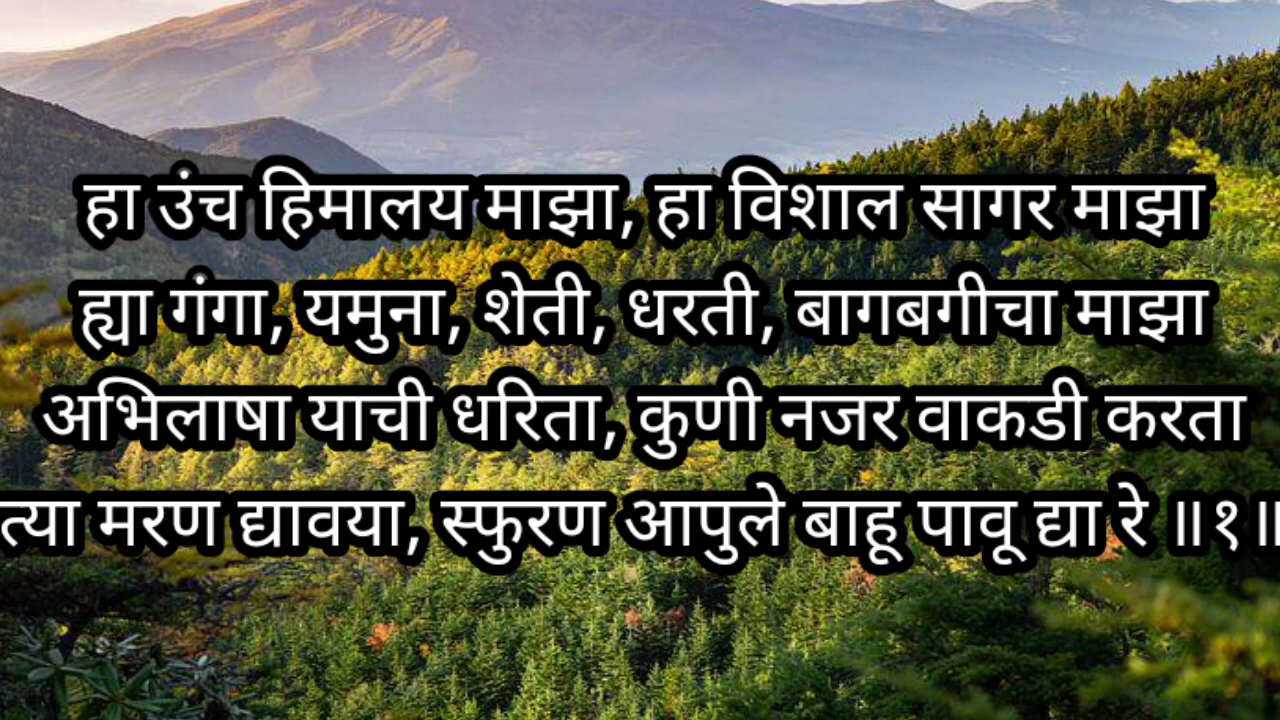 हा उंच हिमालय माझा, हा विशाल सागर माझा
ह्या गंगा, यमुना, शेती, धरती, बागबगीचा माझा
अभिलाषा याची धरिता, कुणी नजर वाकडी करता
त्या मरण द्यावया, स्फुरण आपुले बाहू पावू द्या रे ॥१॥